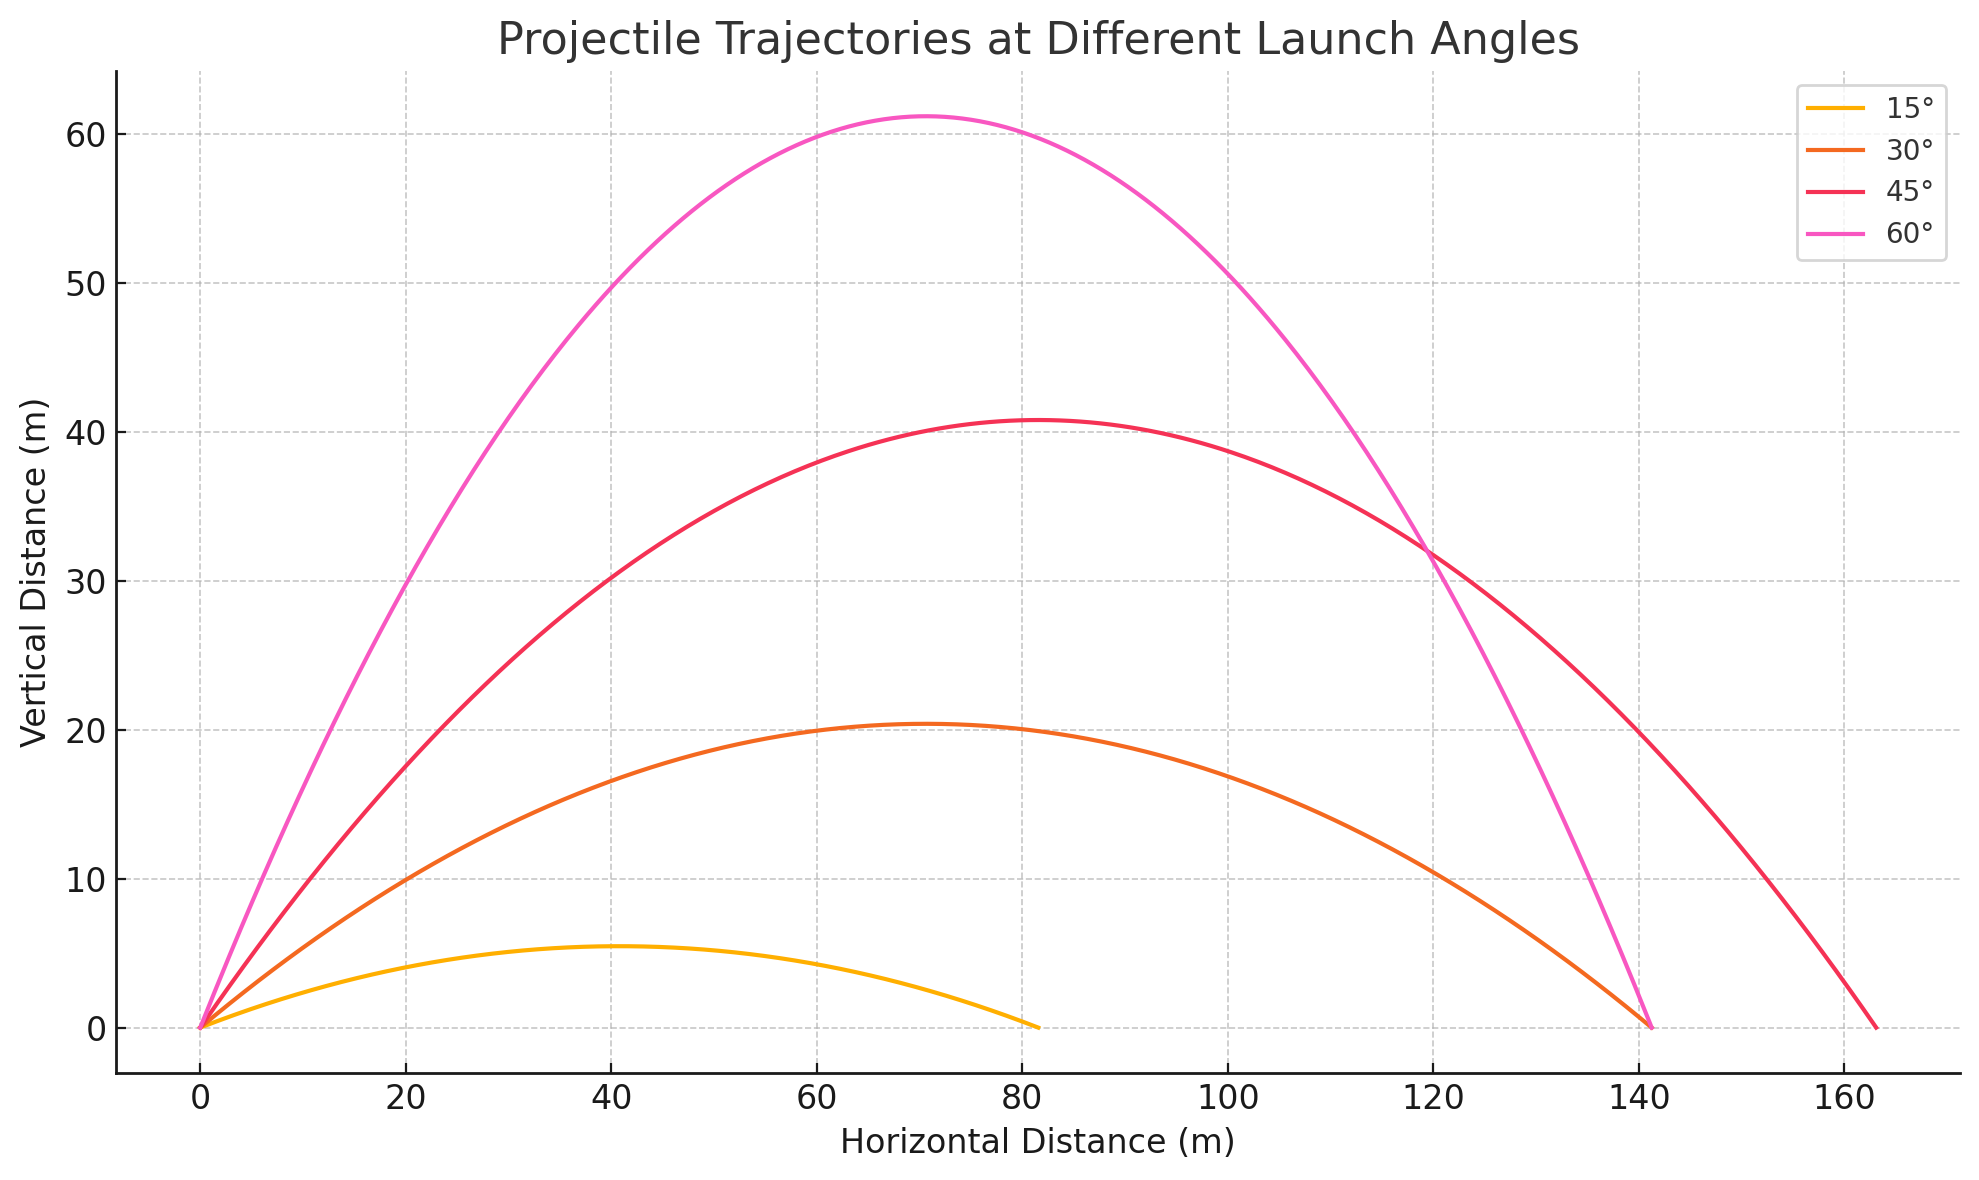 Projectile Trajectories at Different Launch Angles
15°
30°
45°
60°
60
50
40
30
20
10
0
Vertical Distance (m)
0 20 40 60 80 100 120 140 160
Horizontal Distance (m)